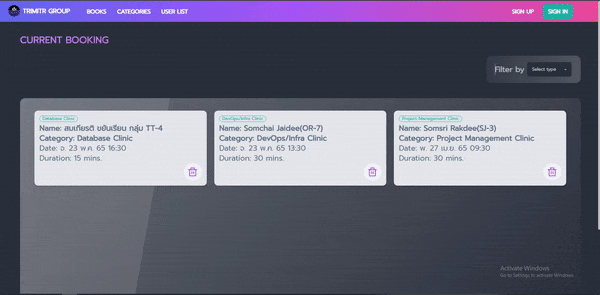 TRIMITR GROUP
BOOKS
CATEGORIES
USER LIST
SIGN UP
SIGN IN
CURRENT BOOKING
Filter by
Select type
Database Clinic
Name: สมเกียรติ ขยันเรียน กลุ่ม TT-4
Category: Database Clinic
Date: จ. 23 พ.ค. 65 16:30
Duration: 15 mins.
DevOps/Infra Clinic
Name: Somchai Jaidee(OR-7)
Category: DevOps/Infra Clinic
Date: จ. 23 พ.ค. 65 13:30
Duration: 30 mins.
Project Management Clinic
Name: Somsri Rakdee(SJ-3)
Category: Project Management Clinic
Date: พ. 27 เม.ย. 65 09:30
Duration: 30 mins.
Activate Windows
Go to Settings to activate Windows.